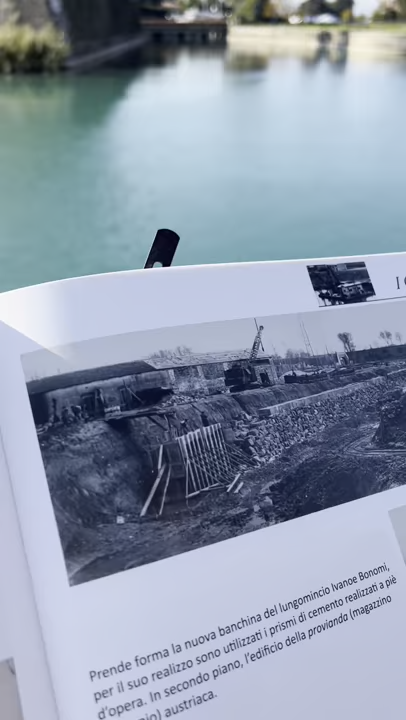 Prende forma la nuova banchina del lungomincio Ivanoe Bonomi,
per il suo realizzo sono utilizzati i prismi di cemento realizzati a piè
d'opera. In secondo piano, l'edificio della provianda (magazzino
austriaca.